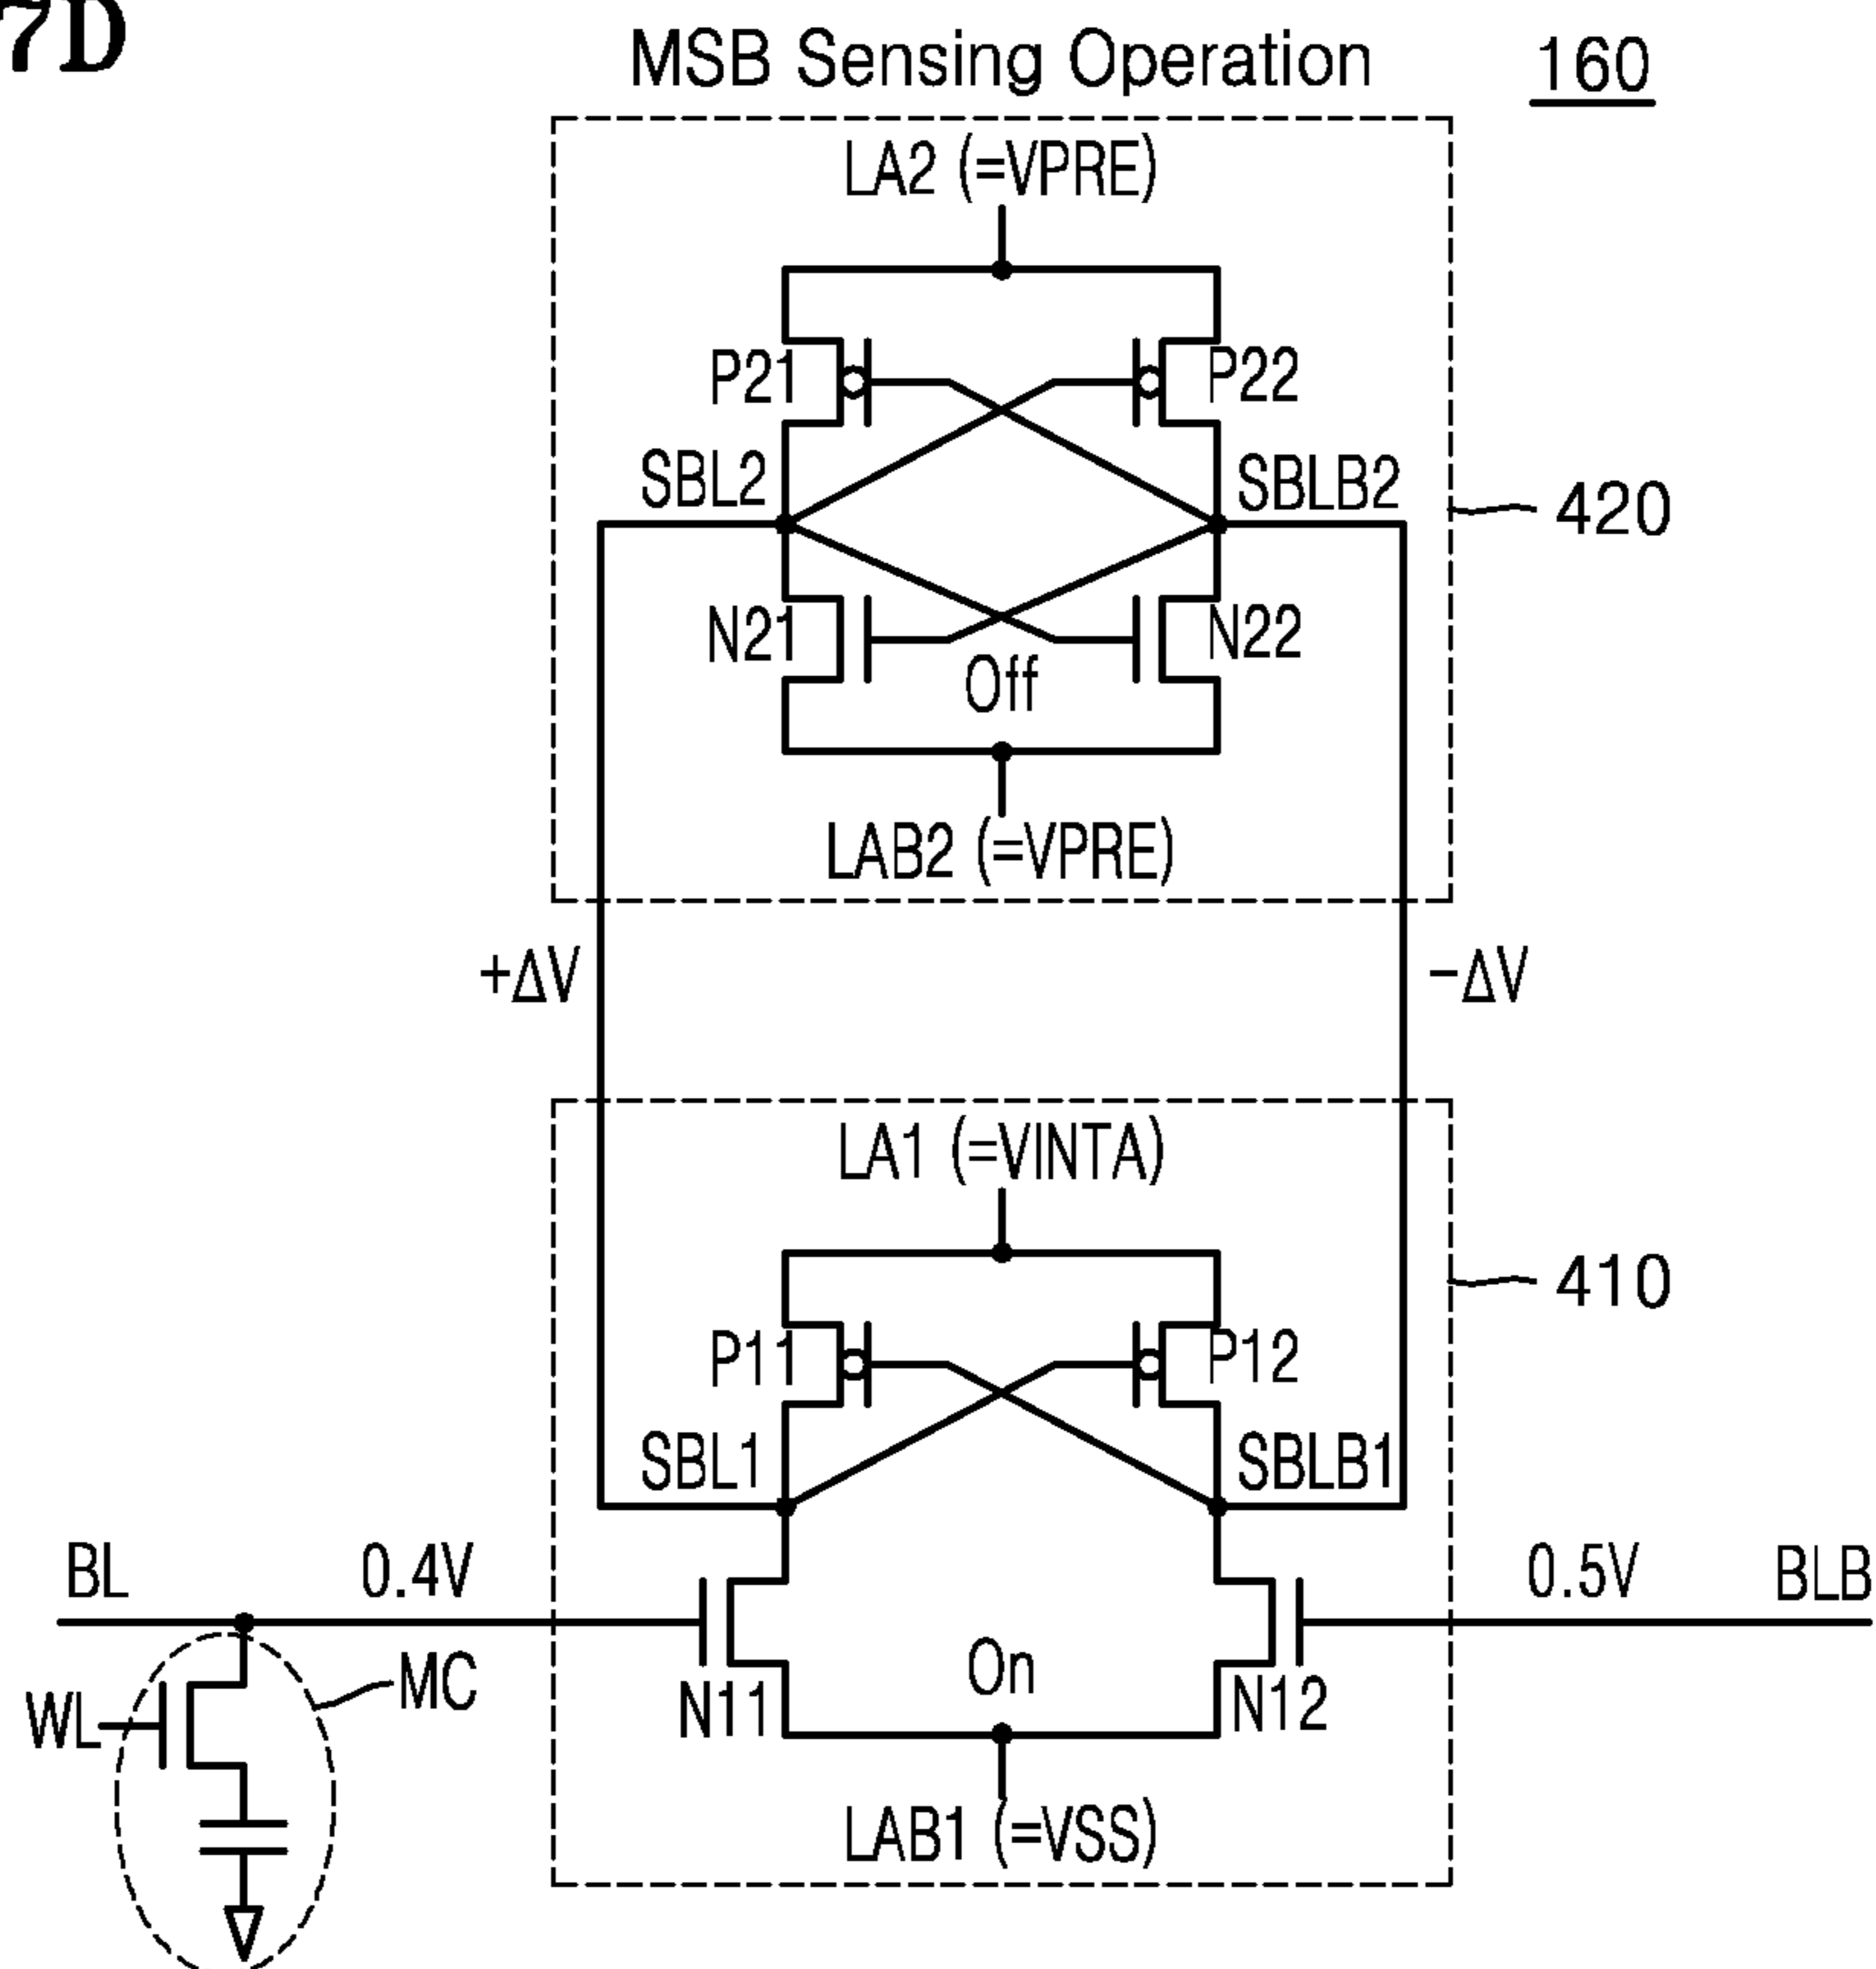 7D
MSB Sensing Operation
160
LA2 (=VPRE)
P21
P22
SBL2
SBLB2
420
N21
N22
Off
LAB2 (=VPRE)
+ΔV
-ΔV
LA1 (=VINTA)
410
P11
P12
SBL1
SBLB1
BL
0.4V
0.5V
BLB
MC
On
WL
N11
N12
LAB1 (=VSS)